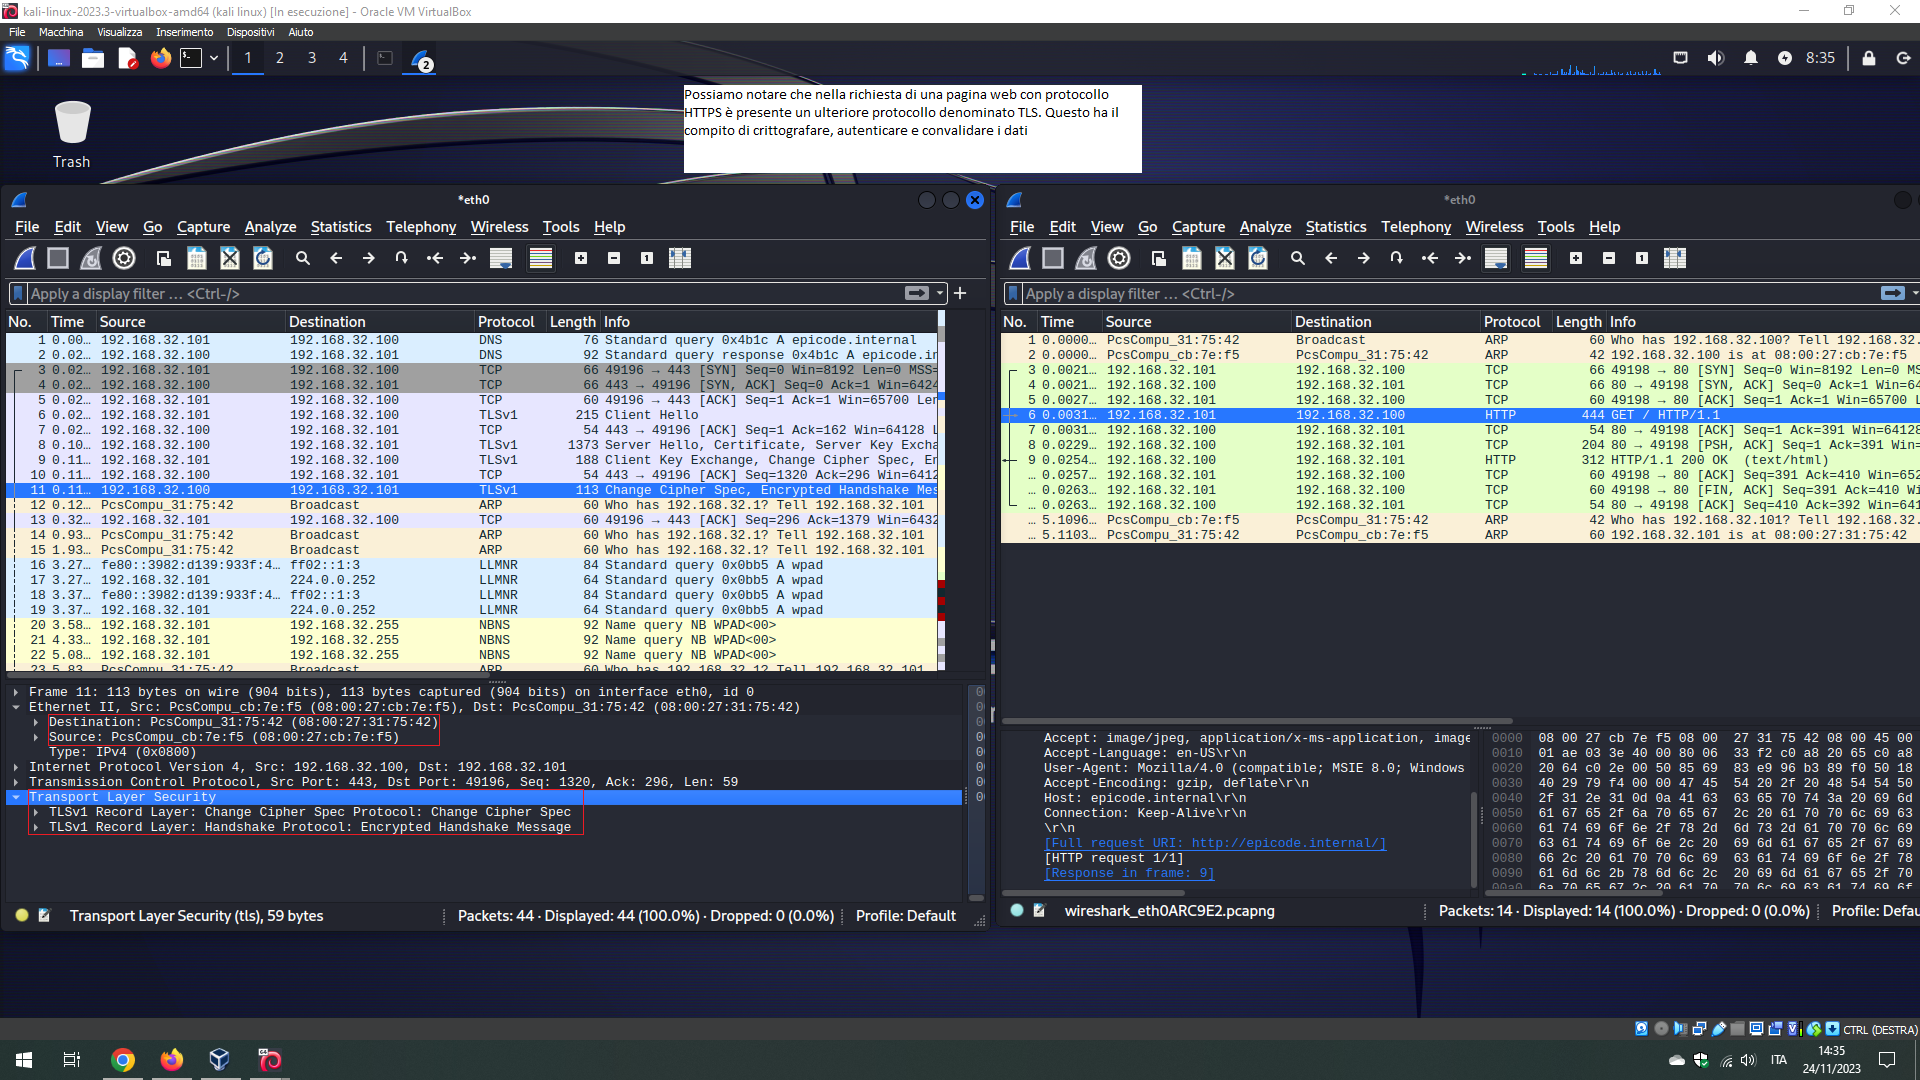 kali-linux-2023.3-virtualbox-amd64 (kali linux) [In esecuzione] - Oracle VM VirtualBox
File Macchina Visualizza Inserimento Dispositivi Aiuto
1 2 3 4 2 8:35
Trash
Possiamo notare che nella richiesta di una pagina web con protocollo
HTTPS è presente un ulteriore protocollo denominato TLS. Questo ha il
compito di crittografare, autenticare e convalidare i dati
*eth0
File Edit View Go Capture Analyze Statistics Telephony Wireless Tools Help
Apply a display filter … <Ctrl-/>
No. Time Source Destination Protocol Length Info
1 0.00… 192.168.32.101 192.168.32.100 DNS 76 Standard query 0x4b1c A epicode.internal
2 0.02… 192.168.32.100 192.168.32.101 DNS 92 Standard query response 0x4b1c A epicode.in
3 0.02… 192.168.32.101 192.168.32.100 TCP 66 49196 → 443 [SYN] Seq=0 Win=8192 Len=0 MSS=
4 0.02… 192.168.32.100 192.168.32.101 TCP 66 443 → 49196 [SYN, ACK] Seq=0 Ack=1 Win=6424
5 0.02… 192.168.32.101 192.168.32.100 TCP 60 49196 → 443 [ACK] Seq=1 Ack=1 Win=65700 Len
6 0.02… 192.168.32.101 192.168.32.100 TLSv1 215 Client Hello
7 0.02… 192.168.32.100 192.168.32.101 TCP 54 443 → 49196 [ACK] Seq=1 Ack=162 Win=64128 L
8 0.10… 192.168.32.100 192.168.32.101 TLSv1 1373 Server Hello, Certificate, Server Key Excha
9 0.11… 192.168.32.101 192.168.32.100 TLSv1 188 Client Key Exchange, Change Cipher Spec, En
10 0.11… 192.168.32.100 192.168.32.101 TCP 54 443 → 49196 [ACK] Seq=1320 Ack=296 Win=6412
11 0.11… 192.168.32.100 192.168.32.101 TLSv1 113 Change Cipher Spec, Encrypted Handshake Mes
12 0.12… PcsCompu_31:75:42 Broadcast ARP 60 Who has 192.168.32.1? Tell 192.168.32.101
13 0.32… 192.168.32.101 192.168.32.100 TCP 60 49196 → 443 [ACK] Seq=296 Ack=1379 Win=6432
14 0.93… PcsCompu_31:75:42 Broadcast ARP 60 Who has 192.168.32.1? Tell 192.168.32.101
15 1.93… PcsCompu_31:75:42 Broadcast ARP 60 Who has 192.168.32.1? Tell 192.168.32.101
16 3.27… fe80::3982:d139:933f:4… ff02::1:3 LLMNR 84 Standard query 0x0bb5 A wpad
17 3.27… 192.168.32.101 224.0.0.252 LLMNR 64 Standard query 0x0bb5 A wpad
18 3.37… fe80::3982:d139:933f:4… ff02::1:3 LLMNR 84 Standard query 0x0bb5 A wpad
19 3.37… 192.168.32.101 224.0.0.252 LLMNR 64 Standard query 0x0bb5 A wpad
20 3.58… 192.168.32.101 192.168.32.255 NBNS 92 Name query NB WPAD<00>
21 4.33… 192.168.32.101 192.168.32.255 NBNS 92 Name query NB WPAD<00>
22 5.08… 192.168.32.101 192.168.32.255 NBNS 92 Name query NB WPAD<00>
23 5.83… PcsCompu_31:75:42 Broadcast ARP 60 Who has 192.168.32.1? Tell 192.168.32.101
Frame 11: 113 bytes on wire (904 bits), 113 bytes captured (904 bits) on interface eth0, id 0
Ethernet II, Src: PcsCompu_cb:7e:f5 (08:00:27:cb:7e:f5), Dst: PcsCompu_31:75:42 (08:00:27:31:75:42)
Destination: PcsCompu_31:75:42 (08:00:27:31:75:42)
Source: PcsCompu_cb:7e:f5 (08:00:27:cb:7e:f5)
Type: IPv4 (0x0800)
Internet Protocol Version 4, Src: 192.168.32.100, Dst: 192.168.32.101
Transmission Control Protocol, Src Port: 443, Dst Port: 49196, Seq: 1320, Ack: 296, Len: 59
Transport Layer Security
TLSv1 Record Layer: Change Cipher Spec Protocol: Change Cipher Spec
TLSv1 Record Layer: Handshake Protocol: Encrypted Handshake Message
Transport Layer Security (tls), 59 bytes
Packets: 44 · Displayed: 44 (100.0%) · Dropped: 0 (0.0%)
Profile: Default
*eth0
File Edit View Go Capture Analyze Statistics Telephony Wireless Tools Help
Apply a display filter … <Ctrl-/>
No. Time Source Destination Protocol Length Info
1 0.0000… PcsCompu_31:75:42 Broadcast ARP 60 Who has 192.168.32.100? Tell 192.168.32.
2 0.0000… PcsCompu_cb:7e:f5 PcsCompu_31:75:42 ARP 42 192.168.32.100 is at 08:00:27:cb:7e:f5
3 0.0021… 192.168.32.101 192.168.32.100 TCP 66 49198 → 80 [SYN] Seq=0 Win=8192 Len=0 MS
4 0.0021… 192.168.32.100 192.168.32.101 TCP 66 80 → 49198 [SYN, ACK] Seq=0 Ack=1 Win=64
5 0.0027… 192.168.32.101 192.168.32.100 TCP 60 49198 → 80 [ACK] Seq=1 Ack=1 Win=65700 L
6 0.0031… 192.168.32.101 192.168.32.100 HTTP 444 GET / HTTP/1.1
7 0.0031… 192.168.32.100 192.168.32.101 TCP 54 80 → 49198 [ACK] Seq=1 Ack=391 Win=64128
8 0.0229… 192.168.32.100 192.168.32.101 TCP 204 80 → 49198 [PSH, ACK] Seq=1 Ack=391 Win=
9 0.0254… 192.168.32.100 192.168.32.101 HTTP 312 HTTP/1.1 200 OK (text/html)
… 0.0257… 192.168.32.101 192.168.32.100 TCP 60 49198 → 80 [ACK] Seq=391 Ack=410 Win=652
… 0.0263… 192.168.32.101 192.168.32.100 TCP 60 49198 → 80 [FIN, ACK] Seq=391 Ack=410 Wi
… 0.0263… 192.168.32.100 192.168.32.101 TCP 54 80 → 49198 [ACK] Seq=410 Ack=392 Win=641
… 5.1096… PcsCompu_cb:7e:f5 PcsCompu_31:75:42 ARP 42 Who has 192.168.32.101? Tell 192.168.32.
… 5.1103… PcsCompu_31:75:42 PcsCompu_cb:7e:f5 ARP 60 192.168.32.101 is at 08:00:27:31:75:42
Accept: image/jpeg, application/x-ms-application, image
Accept-Language: en-US\r\n
User-Agent: Mozilla/4.0 (compatible; MSIE 8.0; Windows
Accept-Encoding: gzip, deflate\r\n
Host: epicode.internal\r\n
Connection: Keep-Alive\r\n
\r\n
[Full request URI: http://epicode.internal/]
[HTTP request 1/1]
[Response in frame: 9]
0000 08 00 27 cb 7e f5 08 00 27 31 75 42 08 00 45 00
0010 01 ae 03 3e 40 00 80 06 33 f2 c0 a8 20 65 c0 a8
0020 20 64 c0 2e 00 50 85 69 83 e9 96 b3 89 f0 50 18
0030 40 29 79 f4 00 00 47 45 54 20 2f 20 48 54 54 50
0040 2f 31 2e 31 0d 0a 41 63 63 65 70 74 3a 20 69 6d
0050 61 67 65 2f 6a 70 65 67 2c 20 61 70 70 6c 69 63
0060 61 74 69 6f 6e 2f 78 2d 6d 73 2d 61 70 70 6c 69
0070 63 61 74 69 6f 6e 2c 20 69 6d 61 67 65 2f 67 69
0080 66 2c 20 61 70 70 6c 69 63 61 74 69 6f 6e 2f 78
0090 61 6d 6c 2b 78 6d 6c 2c 20 69 6d 61 67 65 2f 70
00a0 6a 70 65 67 2c 20 61 70 70 6c 69 63 61 74 69 6f
wireshark_eth0ARC9E2.pcapng
Packets: 14 · Displayed: 14 (100.0%) · Dropped: 0 (0.0%)
Profile: Defau
CTRL (DESTRA)
ITA
14:35
24/11/2023